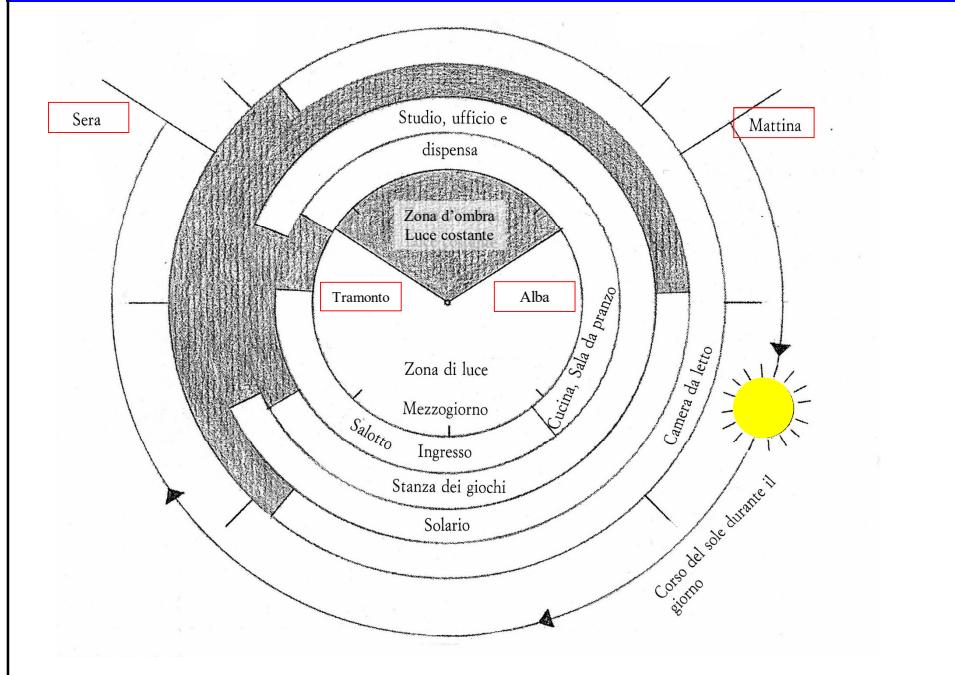 Sera
Mattina
Studio, ufficio e
dispensa
Zona d'ombra
Luce costante
Tramonto
Alba
Zona di luce
Mezzogiorno
Cucina, Sala da pranzo
Camera da letto
Salotto
Ingresso
Stanza dei giochi
Solario
Corso del sole durante il
giorno